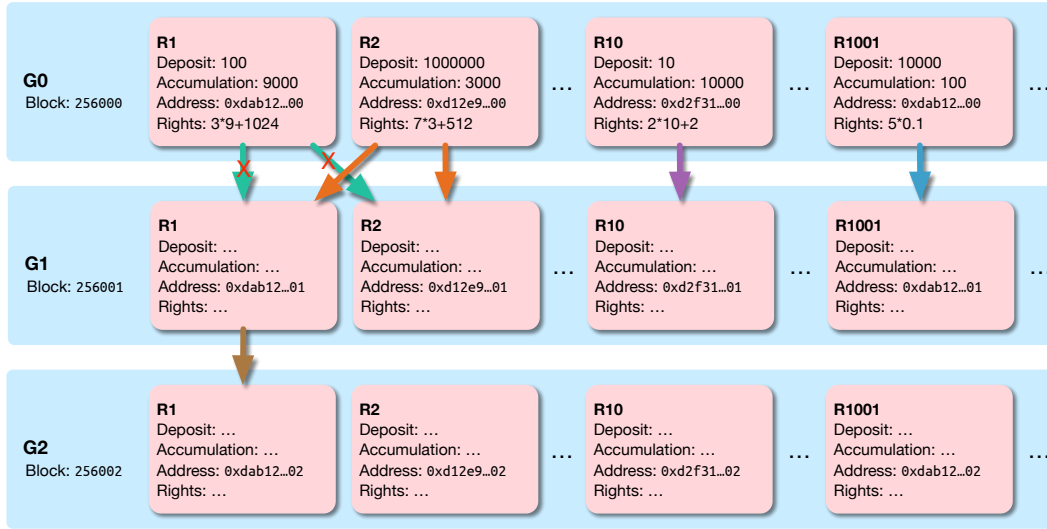 G0
Block: 256000
R1
Deposit: 100
Accumulation: 9000
Address: 0xdab12...00
Rights: 3*9+1024
R2
Deposit: 1000000
Accumulation: 3000
Address: 0xd12e9...00
Rights: 7*3+512
...
R10
Deposit: 10
Accumulation: 10000
Address: 0xd2f31...00
Rights: 2*10+2
...
R1001
Deposit: 10000
Accumulation: 100
Address: 0xdab12...00
Rights: 5*0.1
...
X
X
G1
Block: 256001
R1
Deposit: ...
Accumulation: ...
Address: 0xdab12...01
Rights: ...
R2
Deposit: ...
Accumulation: ...
Address: 0xd12e9...01
Rights: ...
...
R10
Deposit: ...
Accumulation: ...
Address: 0xd2f31...01
Rights: ...
...
R1001
Deposit: ...
Accumulation: ...
Address: 0xdab12...01
Rights: ...
...
G2
Block: 256002
R1
Deposit: ...
Accumulation: ...
Address: 0xdab12...02
Rights: ...
R2
Deposit: ...
Accumulation: ...
Address: 0xd12e9...02
Rights: ...
...
R10
Deposit: ...
Accumulation: ...
Address: 0xd2f31...02
Rights: ...
...
R1001
Deposit: ...
Accumulation: ...
Address: 0xdab12...02
Rights: ...
...